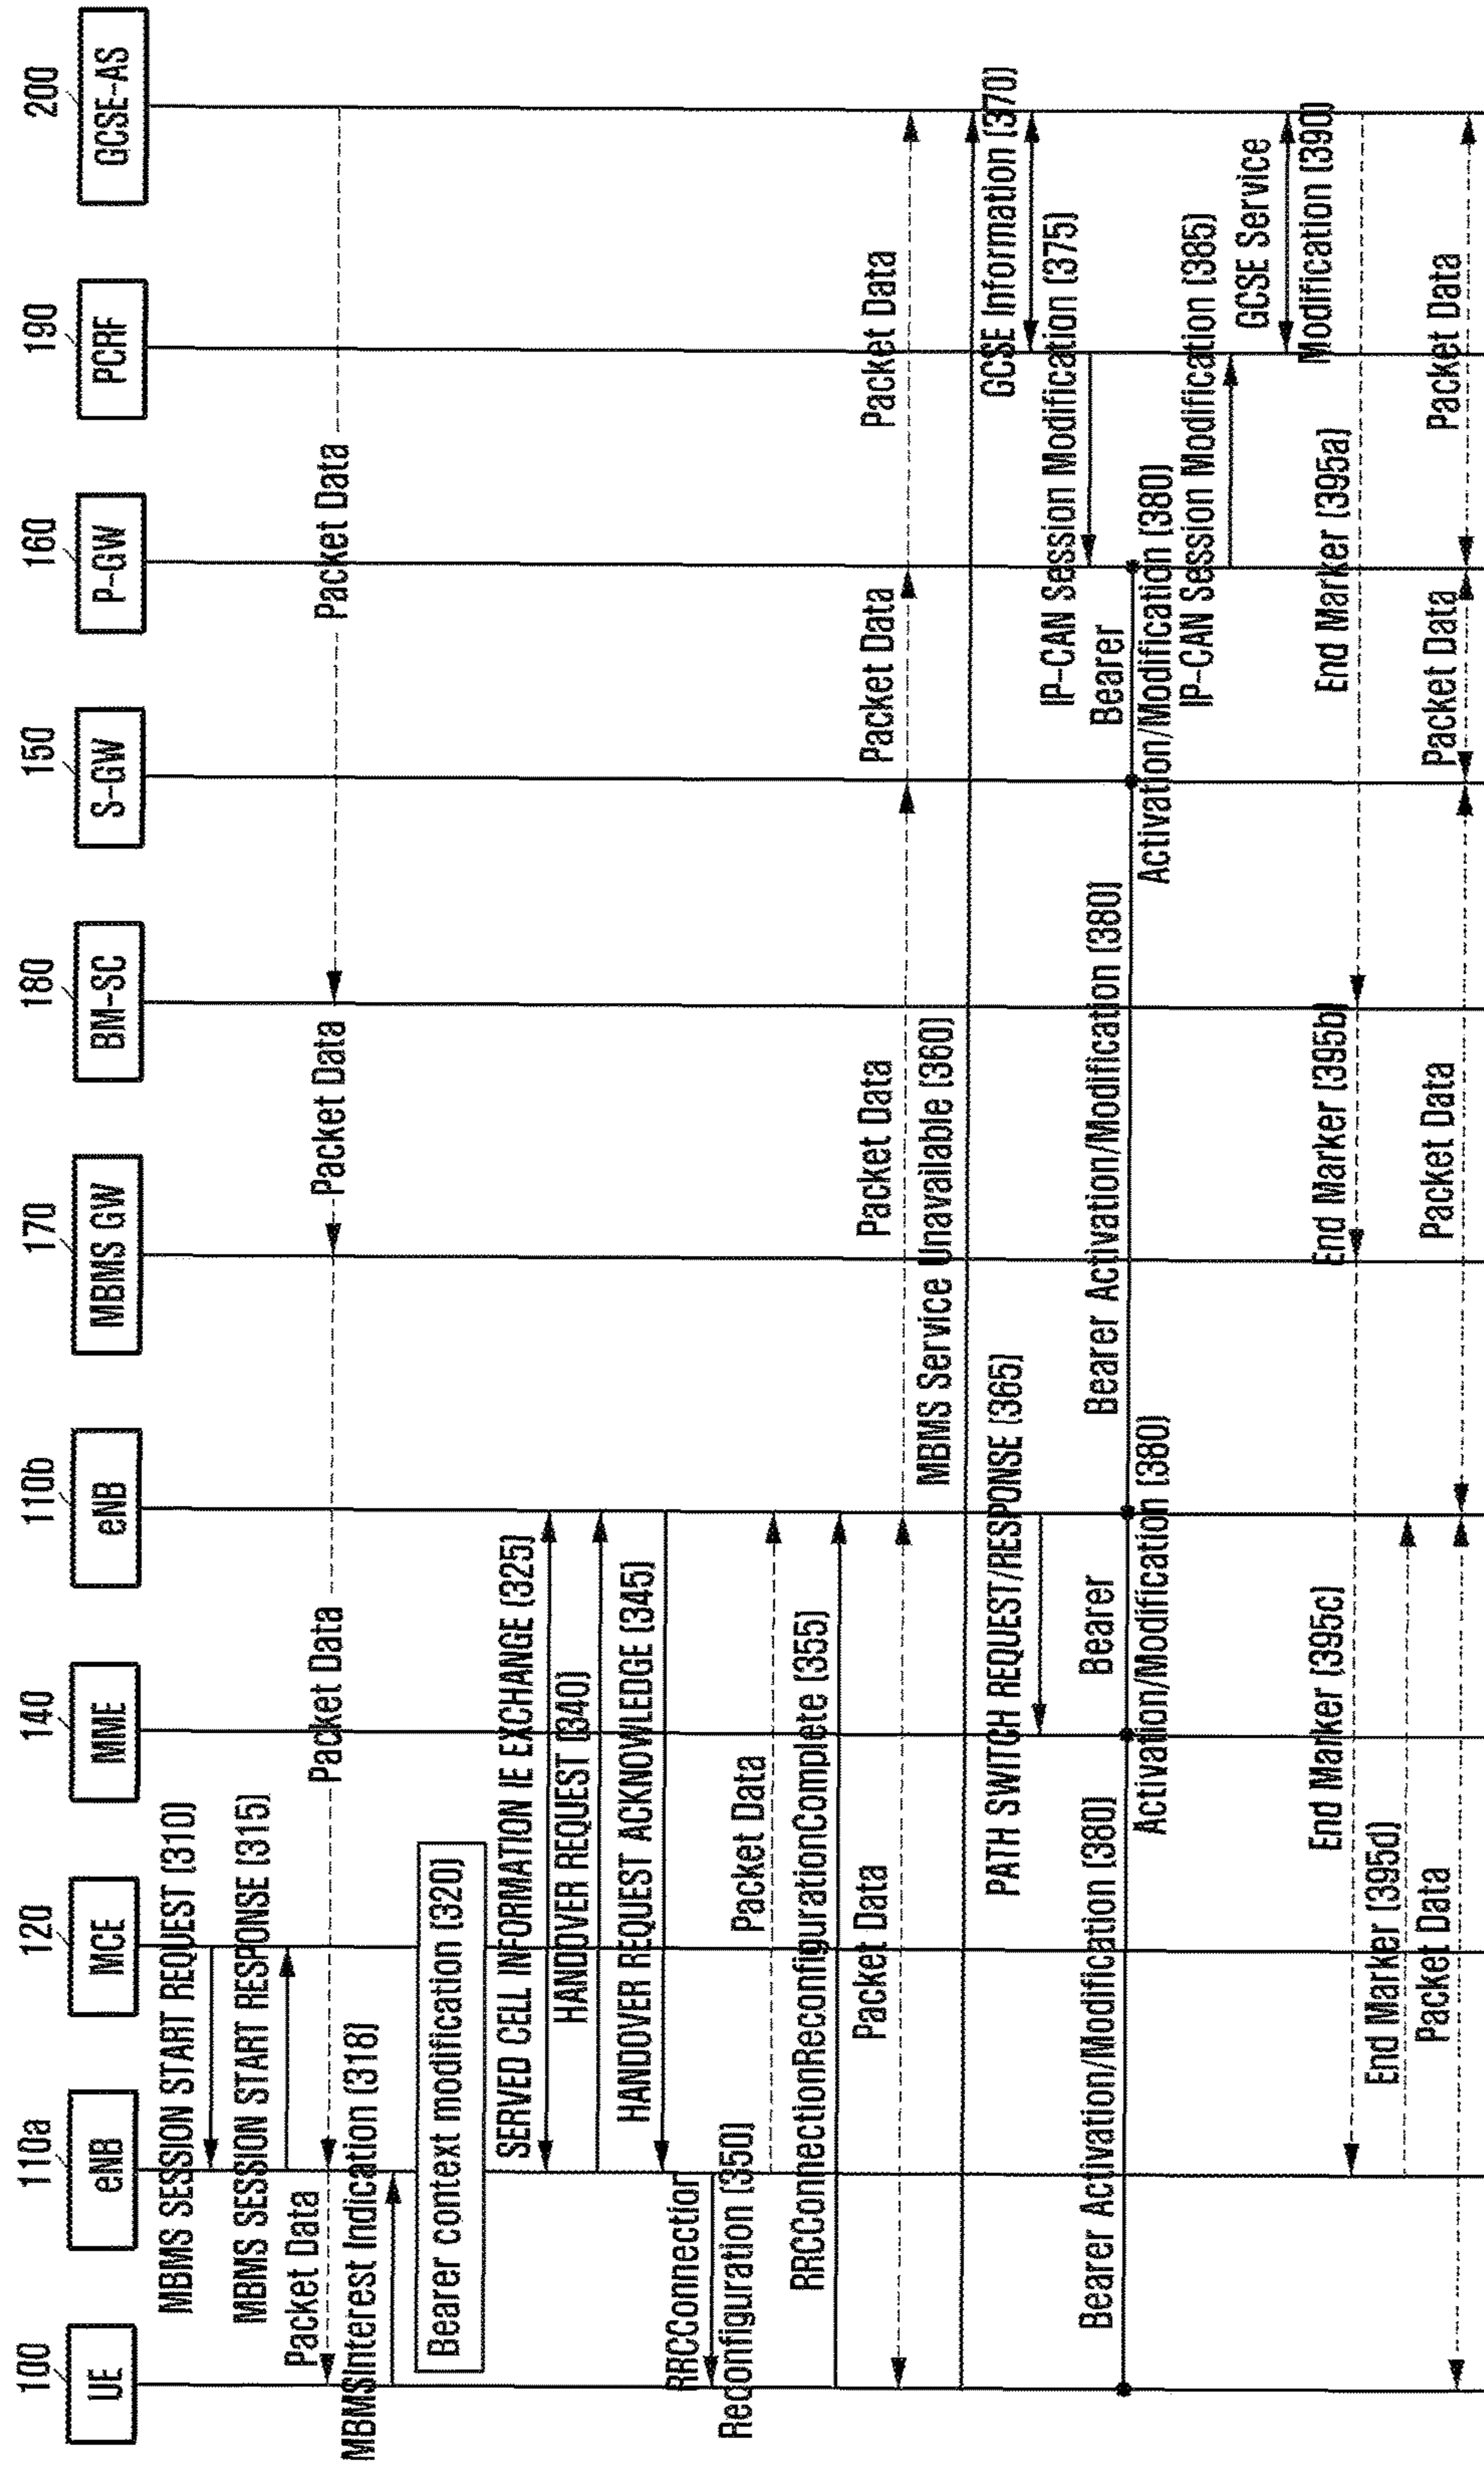 100
110a
120
140
110b
170
180
150
160
190
200
UE
eNB
MCE
MME
eNB
MBMS GW
BM-SC
S-GW
P-GW
PCRF
GCSE-AS
MBMS SESSION START REQUEST (310)
MBMS SESSION START RESPONSE (315)
Packet Data
Packet Data
Packet Data
Packet Data
MBMSInterest Indication (318)
Bearer context modification (320)
SERVED CELL INFORMATION IE EXCHANGE (325)
HANDOVER REQUEST (340)
HANDOVER REQUEST ACKNOWLEDGE (345)
RRCConnection
Reconfiguration (350)
Packet Data
RRCConnectionReconfigurationComplete (355)
Packet Data
Packet Data
Packet Data
Packet Data
MBMS Service Unavailable (360)
PATH SWITCH REQUEST/RESPONSE (365)
GCSE Information (370)
IP-CAN Session Modification (375)
Bearer Activation/Modification (380)
Bearer
Activation/Modification (380)
Bearer Activation/Modification (380)
Bearer
Activation/Modification (380)
IP-CAN Session Modification (385)
GCSE Service
Modification (390)
End Marker (395a)
End Marker (395b)
End Marker (395c)
End Marker (395d)
Packet Data
Packet Data
Packet Data
Packet Data